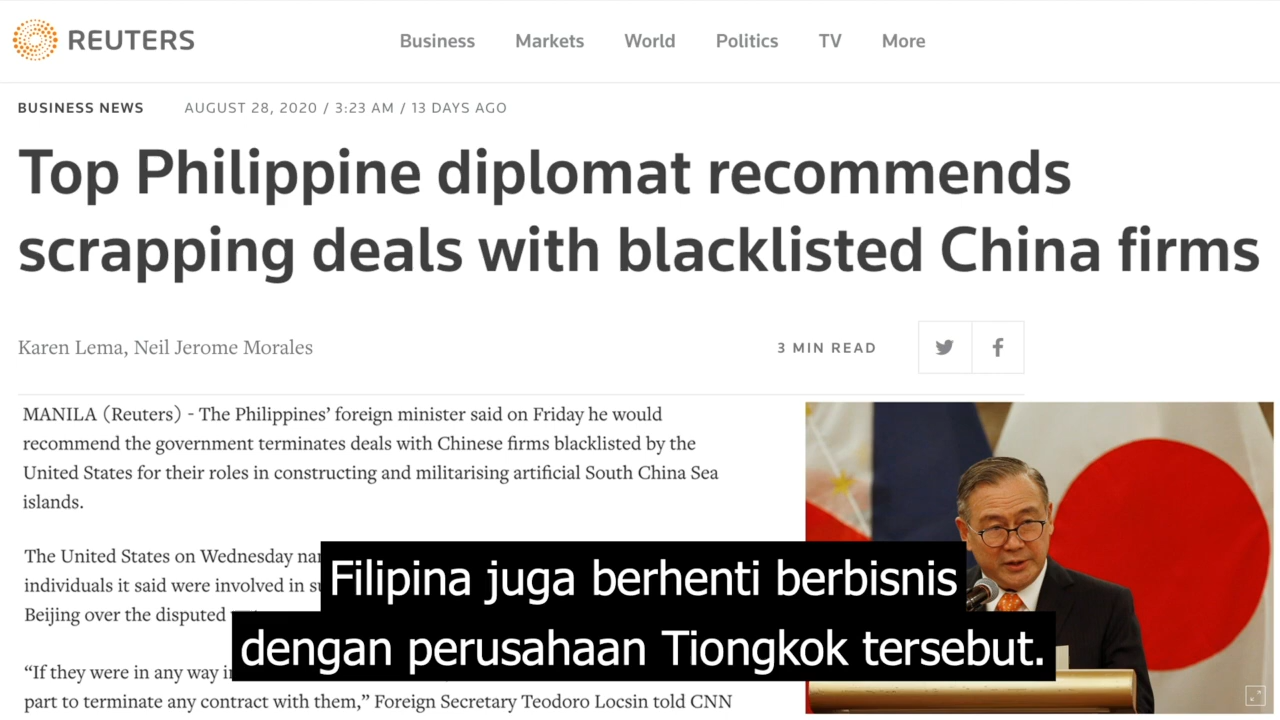 REUTERS
Business Markets World Politics TV More
BUSINESS NEWS AUGUST 28, 2020 / 3:23 AM / 13 DAYS AGO
Top Philippine diplomat recommends
scrapping deals with blacklisted China firms
Karen Lema, Neil Jerome Morales
3 MIN READ
MANILA (Reuters) - The Philippines’ foreign minister said on Friday he would
recommend the government terminates deals with Chinese firms blacklisted by the
United States for their roles in constructing and militarising artificial South China Sea
islands.
The United States on Wednesday
individuals it said were involved in
Beijing over the disputed
“If they were in any way
part to terminate any contract with them,” Foreign Secretary Teodoro Locsin told CNN
Filipina juga berhenti berbisnis
dengan perusahaan Tiongkok tersebut.